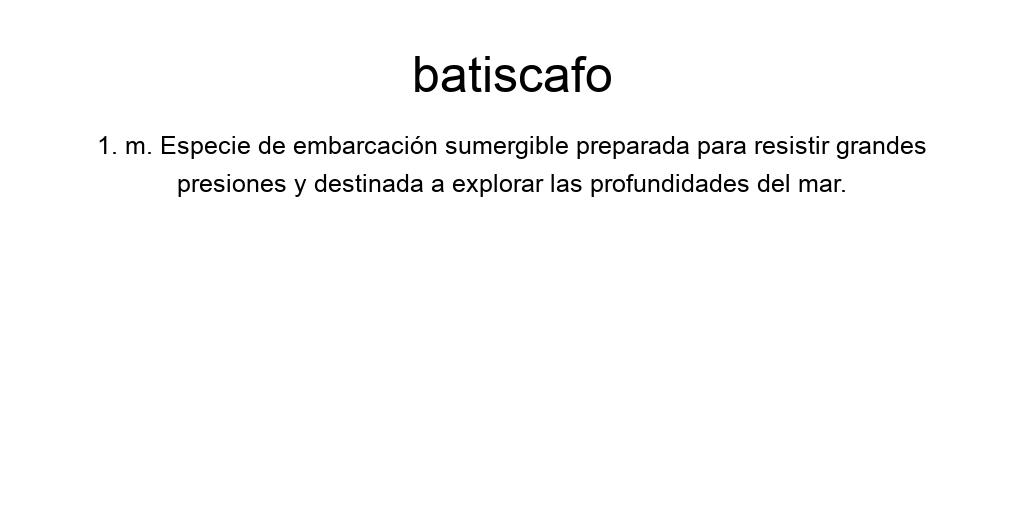 batiscafo
1. m. Especie de embarcación sumergible preparada para resistir grandes
presiones y destinada a explorar las profundidades del mar.